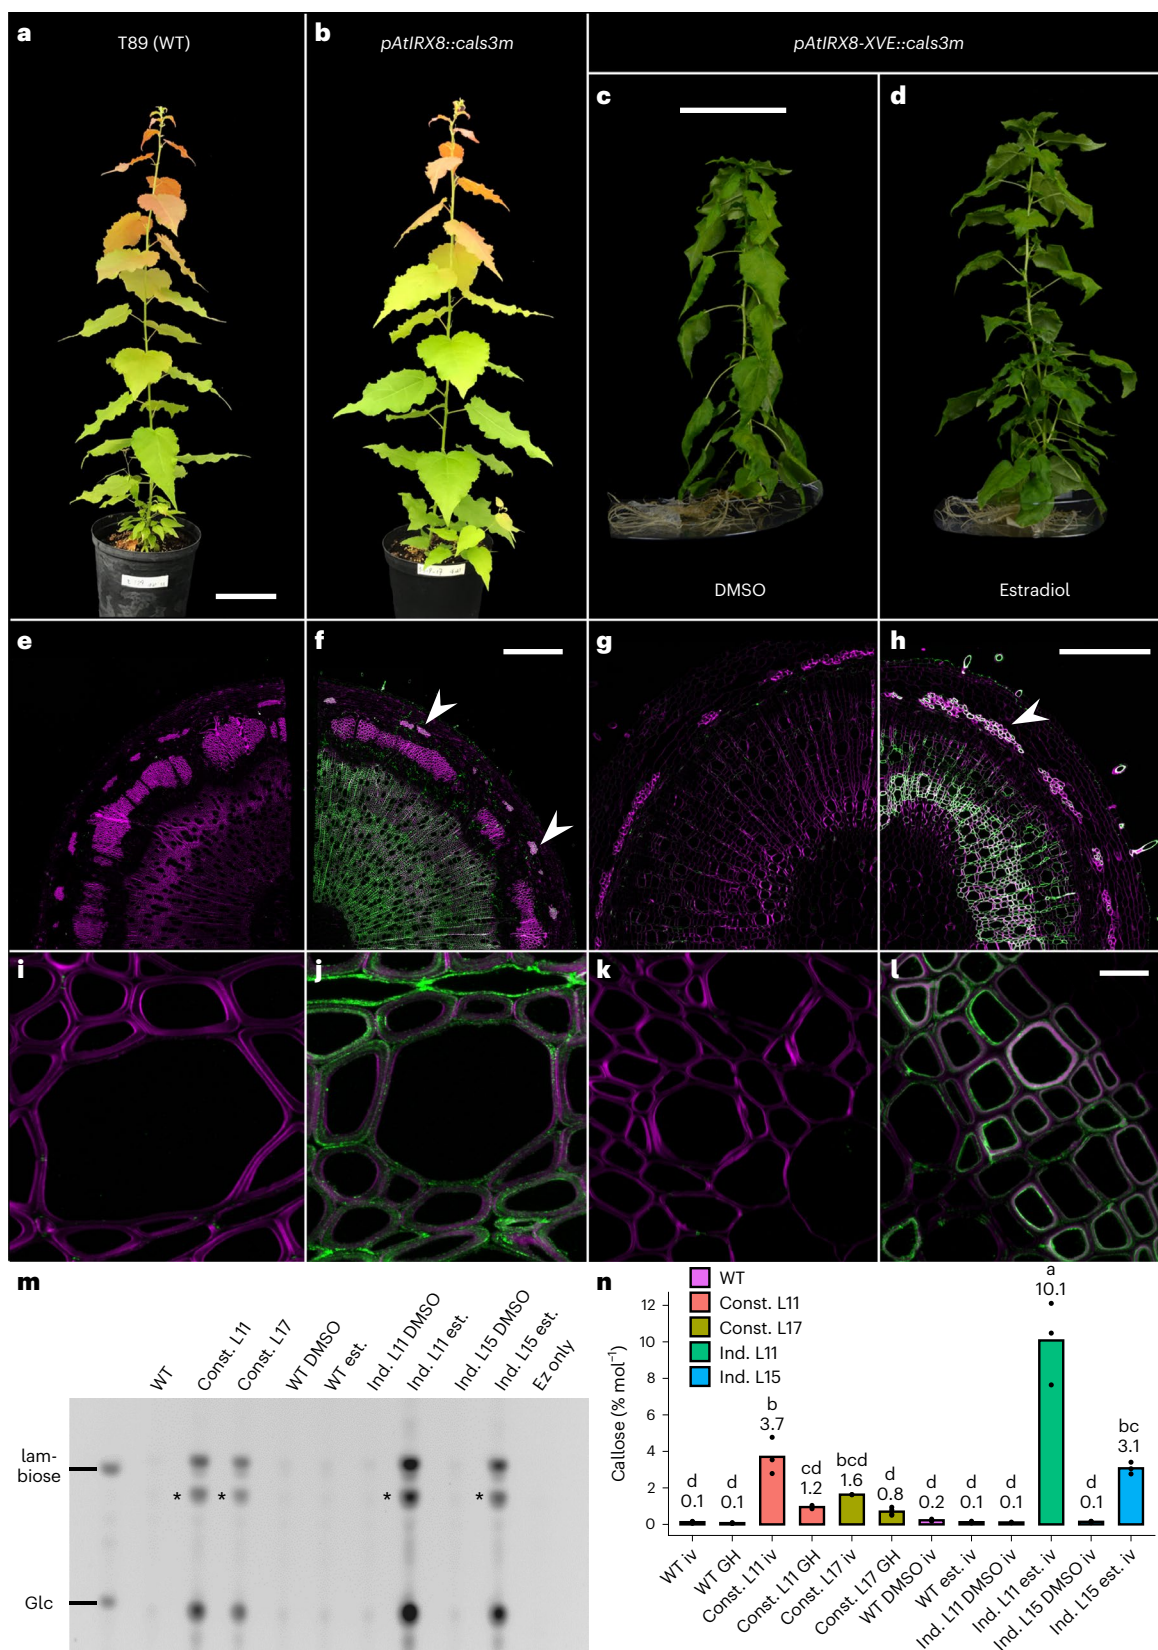 a
T89 (WT)
b
pAtIRX8::cals3m
pAtIRX8-XVE::cals3m
c
d
DMSO
Estradiol
e
f
g
h
i
j
k
l
m
WT
Const. L11
Const. L17
WT DMSO
WT est.
Ind. L11 DMSO
Ind. L11 est.
Ind. L15 DMSO
Ind. L15 est.
Ez only
lam-
biose
* * * *
Glc
n
WT
Const. L11
Const. L17
Ind. L11
Ind. L15
Callose (% mol⁻¹)
12
10
8
6
4
2
0
d
0.1
d
0.1
b
3.7
cd
1.2
bcd
1.6
d
0.8
d
0.2
d
0.1
d
0.1
a
10.1
d
0.1
bc
3.1
WT iv
WT GH
Const. L11 iv
Const. L11 GH
Const. L17 iv
Const. L17 GH
WT DMSO iv
WT est. iv
Ind. L11 DMSO iv
Ind. L11 est. iv
Ind. L15 DMSO iv
Ind. L15 est. iv